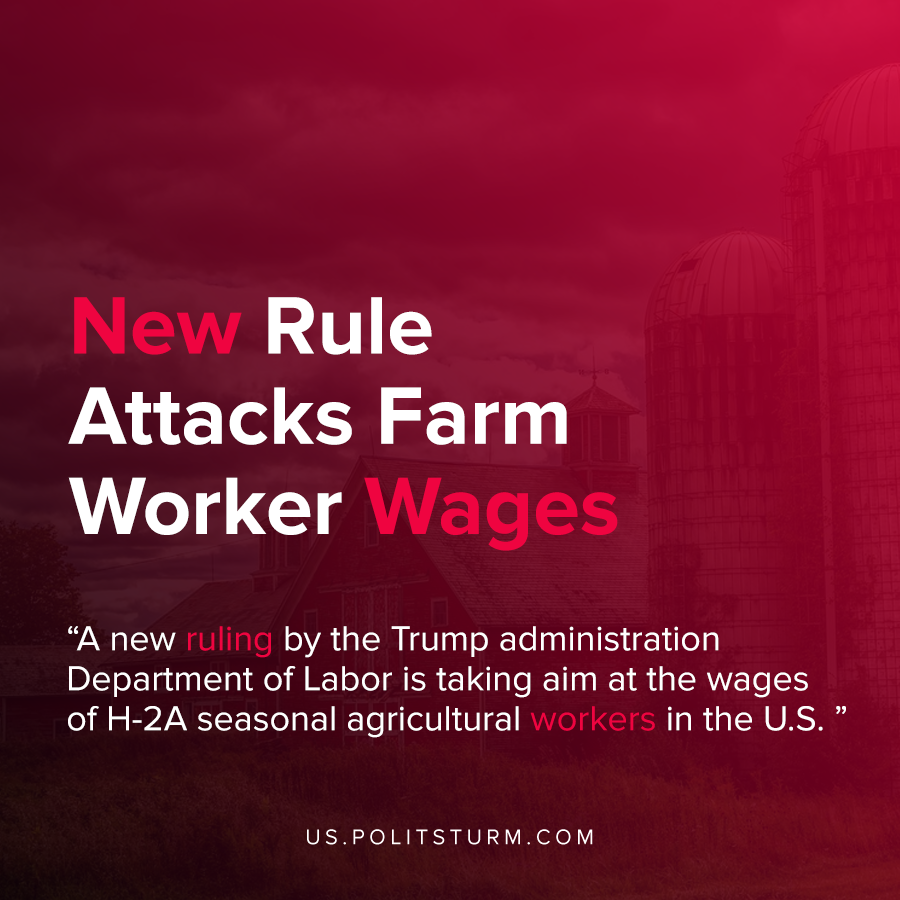 New Rule
Attacks Farm
Worker Wages
“A new ruling by the Trump administration
Department of Labor is taking aim at the wages
of H-2A seasonal agricultural workers in the U.S. ”
US.POLITSTURM.COM